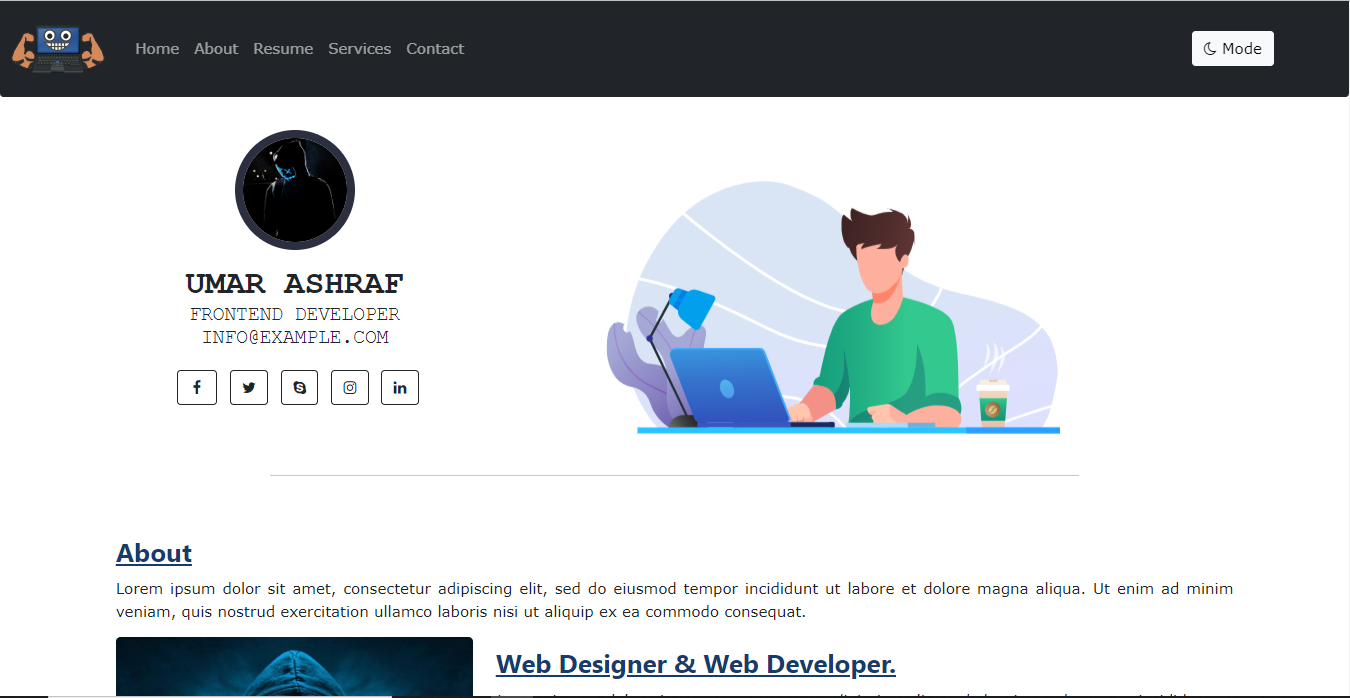 Home About Resume Services Contact
Mode
UMAR ASHRAF
FRONTEND DEVELOPER
INFO@EXAMPLE.COM
About
Lorem ipsum dolor sit amet, consectetur adipiscing elit, sed do eiusmod tempor incididunt ut labore et dolore magna aliqua. Ut enim ad minim
veniam, quis nostrud exercitation ullamco laboris nisi ut aliquip ex ea commodo consequat.
Web Designer & Web Developer.